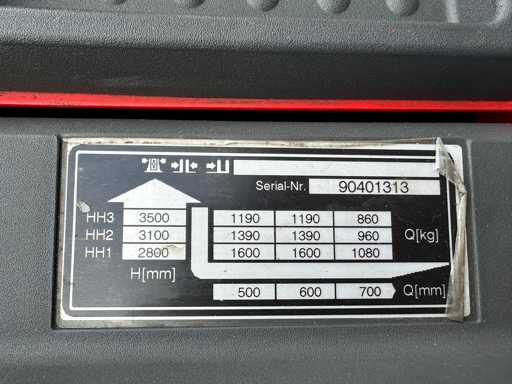 Serial-Nr. 90401313
HH3 3500 1190 1190 860
HH2 3100 1390 1390 960 Q[kg]
HH1 2800 1600 1600 1080
H[mm]
500 600 700 Q[mm]